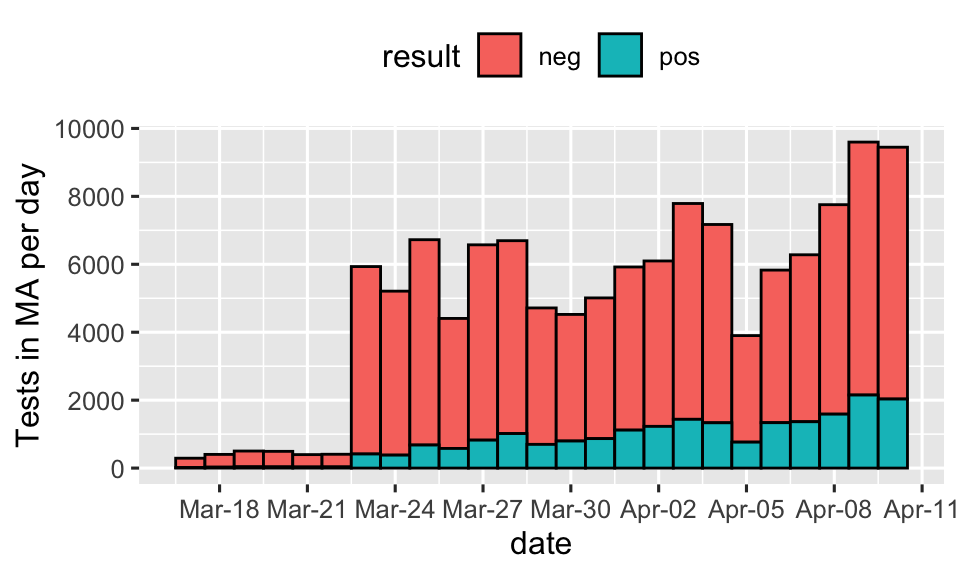 result neg pos
Tests in MA per day
10000
8000
6000
4000
2000
0
Mar-18 Mar-21 Mar-24 Mar-27 Mar-30 Apr-02 Apr-05 Apr-08 Apr-11
date